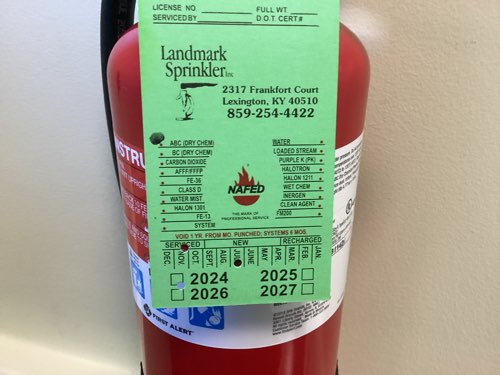 LICENSE NO. FULL WT.
SERVICED BY D.O.T. CERT.#
Landmark
Sprinkler Inc
2317 Frankfort Court
Lexington, KY 40510
859-254-4422
ABC (DRY CHEM) WATER
BC (DRY CHEM) LOADED STREAM
CARBON DIOXIDE PURPLE K (PK)
AFFF/FFFP HALOTRON
FE-36 HALON 1211
CLASS D WET CHEM
WATER MIST INERGEN
HALON 1301 CLEAN AGENT
FE-13 FM200
SYSTEM
NAFED
THE MARK OF
PROFESSIONAL SERVICE
VOID 1 YR. FROM MO. PUNCHED; SYSTEMS 6 MOS.
SERVICED NEW RECHARGED
DEC. NOV. OCT. SEPT. AUG. JULY JUNE MAY APR. MAR. FEB. JAN.
2024 2025
2026 2027
FIRST ALERT